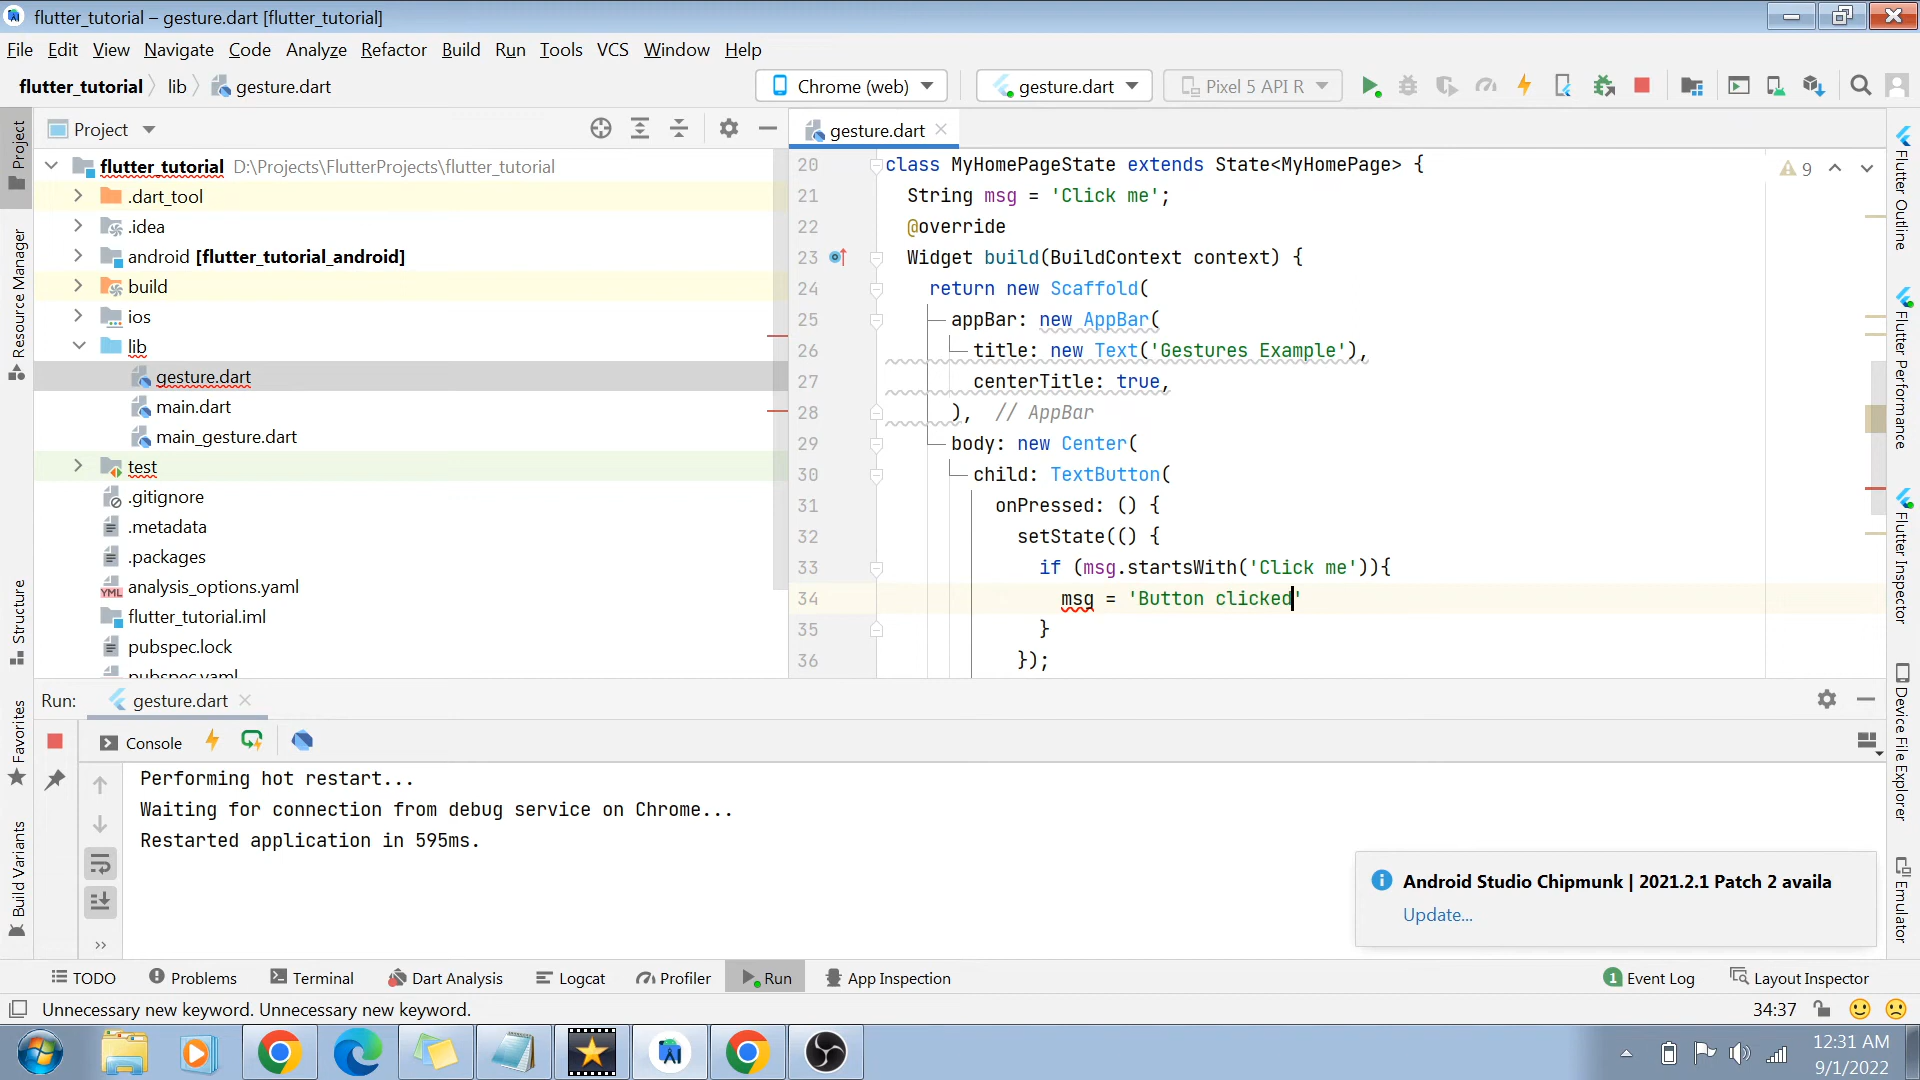 flutter_tutorial – gesture.dart [flutter_tutorial]
File Edit View Navigate Code Analyze Refactor Build Run Tools VCS Window Help
flutter_tutorial lib gesture.dart Chrome (web) gesture.dart Pixel 5 API R
Project
Project
Resource Manager
Structure
Favorites
Build Variants
flutter_tutorial D:\Projects\FlutterProjects\flutter_tutorial
.dart_tool
.idea
android [flutter_tutorial_android]
build
ios
lib
gesture.dart
main.dart
main_gesture.dart
test
.gitignore
.metadata
.packages
YML analysis_options.yaml
flutter_tutorial.iml
pubspec.lock
pubspec.yaml
gesture.dart
9
20 class MyHomePageState extends State<MyHomePage> {
21 String msg = 'Click me';
22 @override
23 Widget build(BuildContext context) {
24 return new Scaffold(
25 appBar: new AppBar(
26 title: new Text('Gestures Example'),
27 centerTitle: true,
28 ), // AppBar
29 body: new Center(
30 child: TextButton(
31 onPressed: () {
32 setState(() {
33 if (msg.startsWith('Click me')){
34 msg = 'Button clicked'
35 }
36 });
Flutter Outline
Flutter Performance
Flutter Inspector
Device File Explorer
Emulator
Run: gesture.dart
Console
Performing hot restart...
Waiting for connection from debug service on Chrome...
Restarted application in 595ms.
Android Studio Chipmunk | 2021.2.1 Patch 2 availa
Update...
TODO Problems Terminal Dart Analysis Logcat Profiler Run App Inspection 1 Event Log Layout Inspector
Unnecessary new keyword. Unnecessary new keyword. 34:37
12:31 AM
9/1/2022